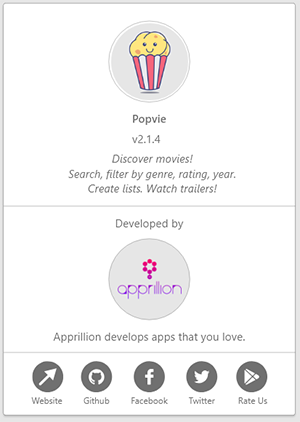 Popvie
v2.1.4
Discover movies!
Search, filter by genre, rating, year.
Create lists. Watch trailers!
Developed by
apprillion
Apprillion develops apps that you love.
Website Github Facebook Twitter Rate Us